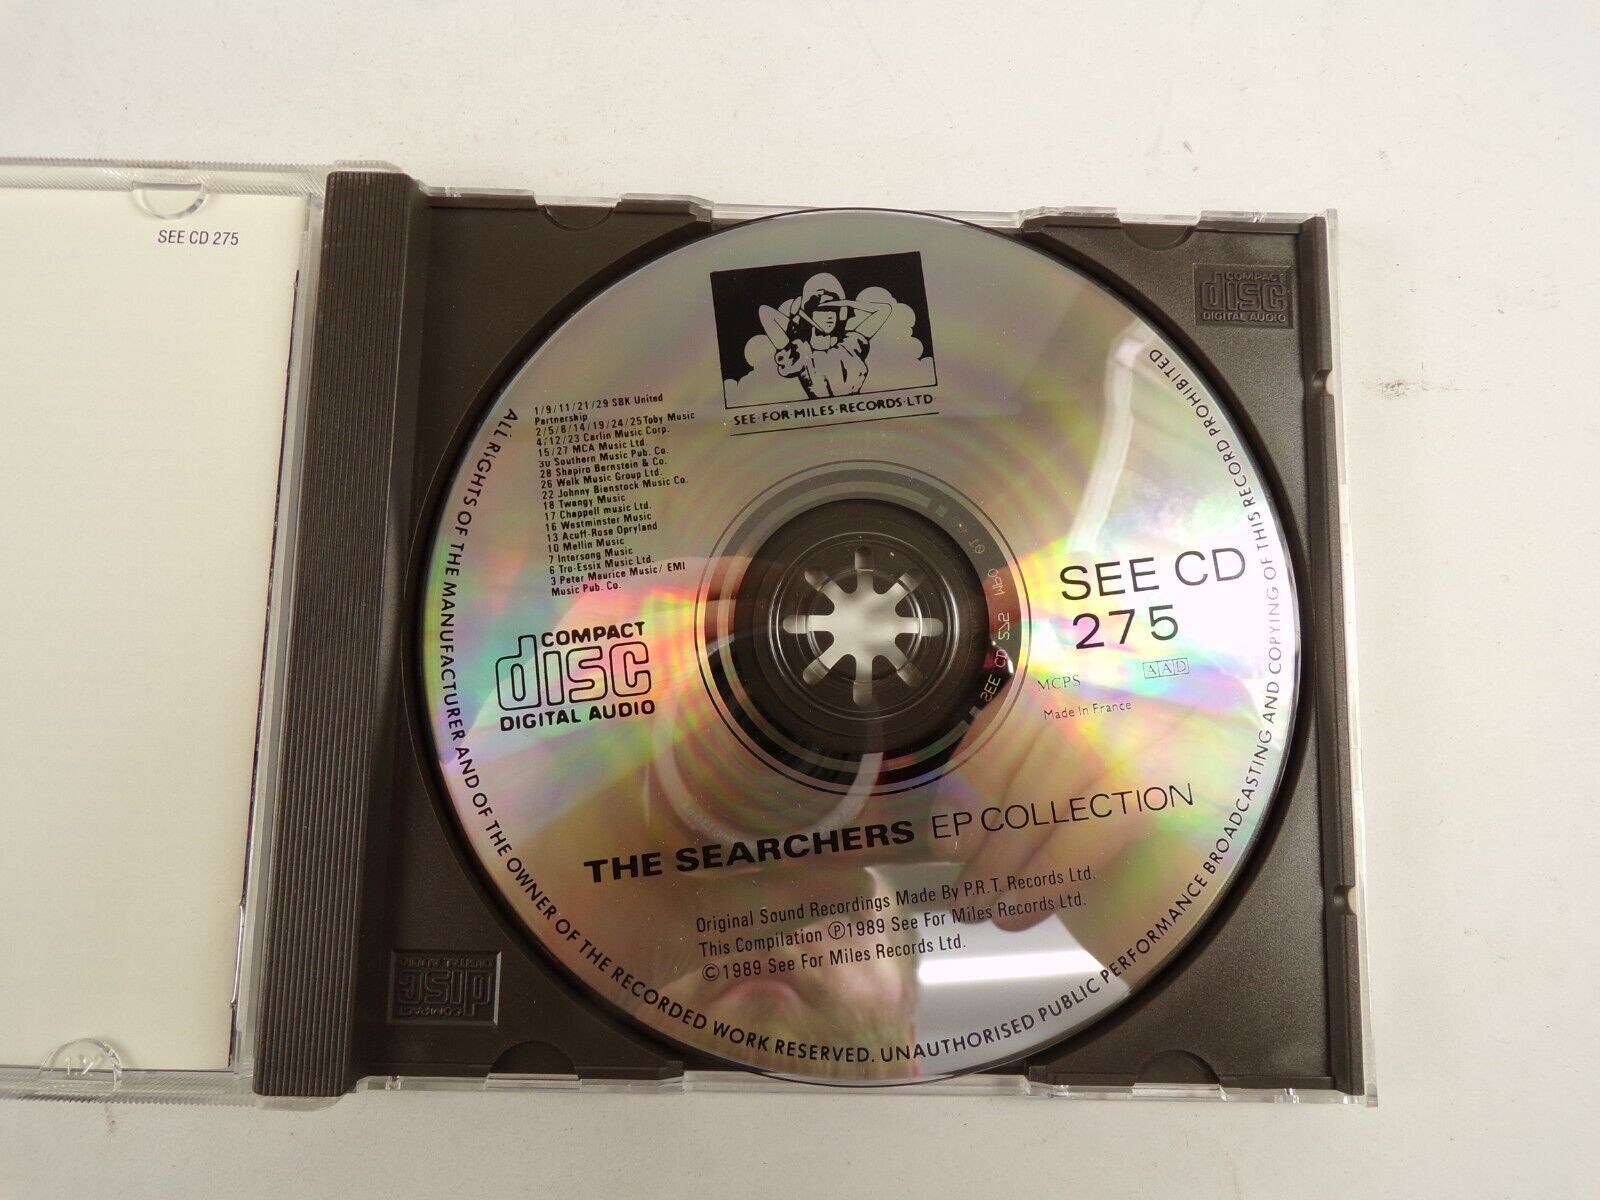 SEE CD 275
SEE·FOR·MILES·RECORDS·LTD·
COMPACT
disc
DIGITAL AUDIO
1/9/11/21/29 SBK United
Partnership
2/5/8/14/19/24/25 Toby Music
4/12/23 Carlin Music Corp.
15/27 MCA Music Ltd.
30 Southern Music Pub. Co.
28 Shapiro Bernstein & Co.
26 Welk Music Group Ltd.
22 Johnny Bienstock Music Co.
18 Twangy Music
17 Chappell music Ltd.
16 Westminster Music
13 Acuff-Rose Opryland
10 Mellin Music
7 Intersong Music
6 Tro-Essix Music Ltd.
3 Peter Maurice Music/ EMI
Music Pub. Co.
COMPACT
disc
DIGITAL AUDIO
SEE CD
275
MCPS
AAD
Made In France
THE SEARCHERS EP COLLECTION
Original Sound Recordings Made By P.R.T. Records Ltd.
This Compilation ℗1989 See For Miles Records Ltd.
©1989 See For Miles Records Ltd.
ALL RIGHTS OF THE MANUFACTURER AND OF THE OWNER OF THE RECORDED WORK RESERVED. UNAUTHORISED PUBLIC PERFORMANCE BROADCASTING AND COPYING OF THIS RECORD PROHIBITED
COMPACT
disc
DIGITAL AUDIO